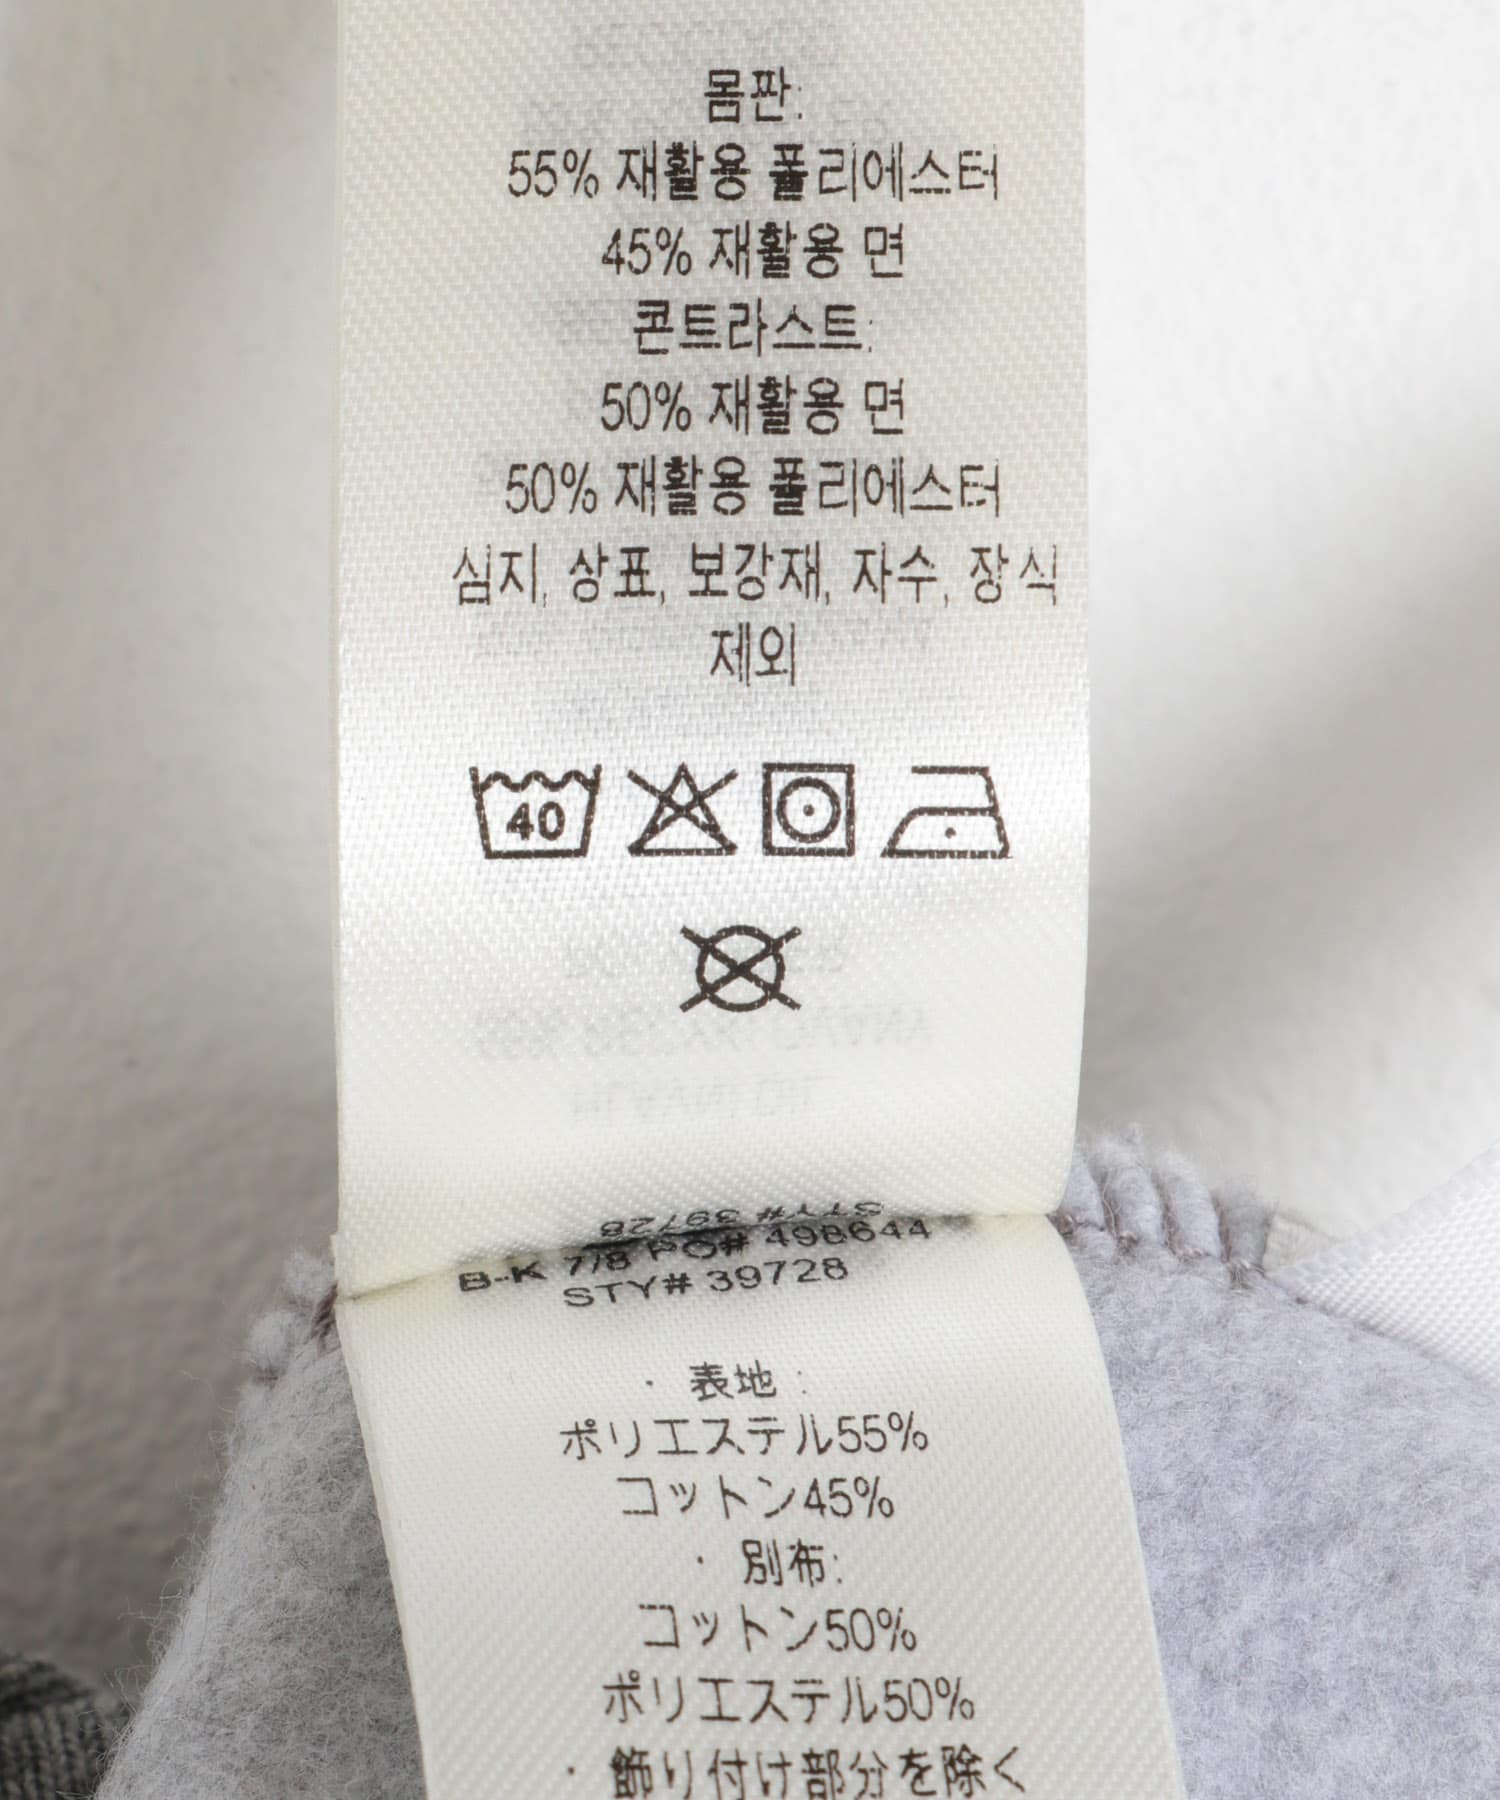 몸판:
55% 재활용 폴리에스터
45% 재활용 면
콘트라스트:
50% 재활용 면
50% 재활용 폴리에스터
심지, 상표, 보강재, 자수, 장식
제외
40
STY# 39728
B-K 7/8 PO# 498644
STY# 39728
・表地:
ポリエステル55%
コットン45%
・別布:
コットン50%
ポリエステル50%
・飾り付け部分を除く